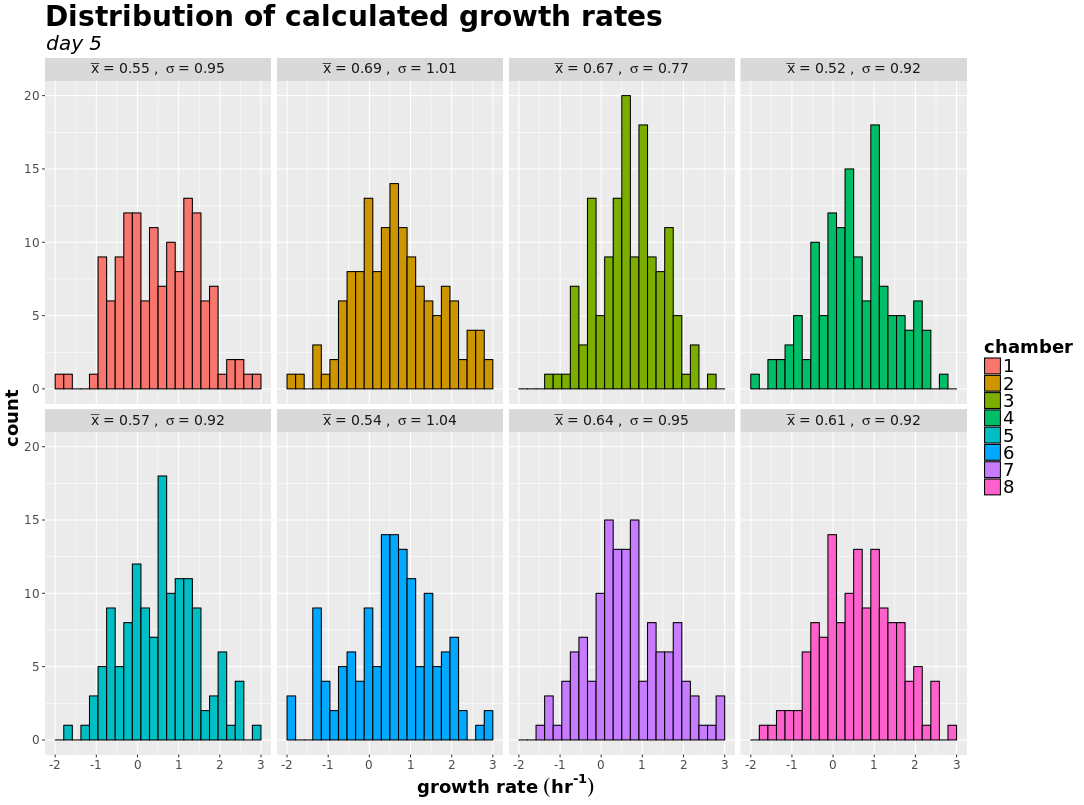 Distribution of calculated growth rates
day 5
x̅ = 0.55 , σ = 0.95
x̅ = 0.69 , σ = 1.01
x̅ = 0.67 , σ = 0.77
x̅ = 0.52 , σ = 0.92
20
15
10
5
0
x̅ = 0.57 , σ = 0.92
x̅ = 0.54 , σ = 1.04
x̅ = 0.64 , σ = 0.95
x̅ = 0.61 , σ = 0.92
20
15
10
5
0
-2 -1 0 1 2 3
-2 -1 0 1 2 3
-2 -1 0 1 2 3
-2 -1 0 1 2 3
growth rate (hr⁻¹)
count
chamber
1
2
3
4
5
6
7
8